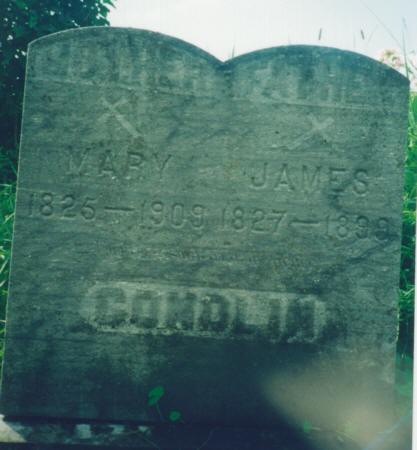 MOTHER FATHER
MARY JAMES
1825—1909 1827—1899
CONDLIN